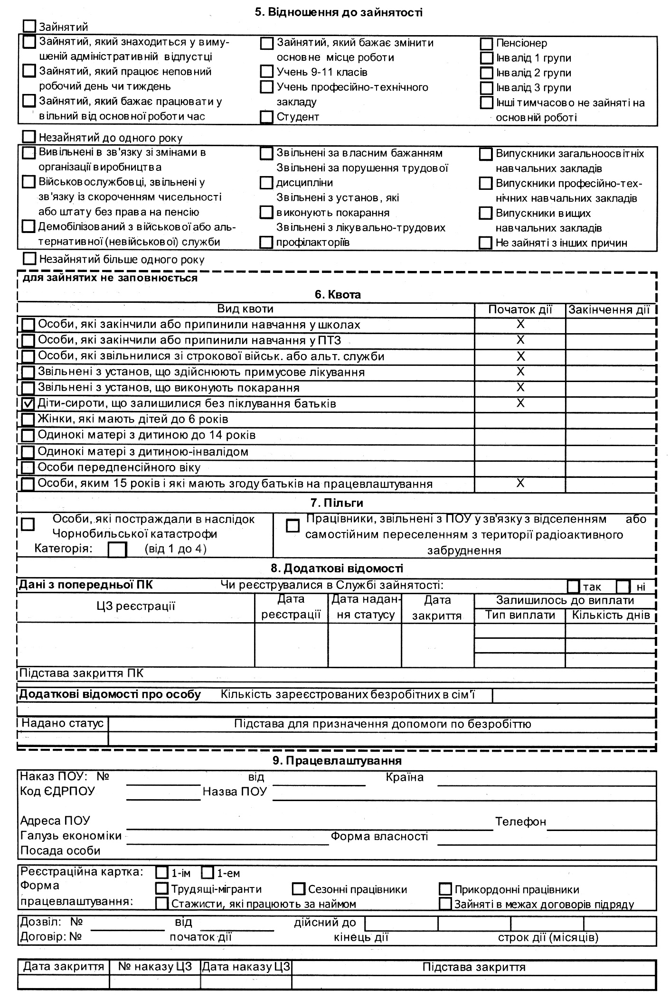 5. Відношення до зайнятості
Зайнятий
Зайнятий, який знаходиться у виму-
шеній адміністративній відпустці
Зайнятий, який працює неповний
робочий день чи тиждень
Зайнятий, який бажає працювати у
вільний від основної роботи час
Зайнятий, який бажає змінити
основне місце роботи
Учень 9-11 класів
Учень професійно-технічного
закладу
Студент
Пенсіонер
Інвалід 1 групи
Інвалід 2 групи
Інвалід 3 групи
Інші тимчасово не зайняті на
основній роботі
Незайнятий до одного року
Вивільнені в зв'язку зі змінами в
організації виробництва
Військовослужбовці, звільнені у
зв'язку із скороченням чисельності
або штату без права на пенсію
Демобілізований з військової або аль-
тернативної (невійськової) служби
Звільнені за власним бажанням
Звільнені за порушення трудової
дисципліни
Звільнені з установ, які
виконують покарання
Звільнені з лікувально-трудових
профілакторіїв
Випускники загальноосвітніх
навчальних закладів
Випускники професійно-тех-
нічних навчальних закладів
Випускники вищих
навчальних закладів
Не зайняті з інших причин
Незайнятий більше одного року
для зайнятих не заповнюється
6. Квота
Вид квоти Початок дії Закінчення дії
Особи, які закінчили або припинили навчання у школах X
Особи, які закінчили або припинили навчання у ПТЗ X
Особи, які звільнилися зі строкової військ. або альт. служби X
Звільнені з установ, що здійснюють примусове лікування X
Звільнені з установ, що виконують покарання X
Діти-сироти, що залишилися без піклування батьків X
Жінки, які мають дітей до 6 років
Одинокі матері з дитиною до 14 років
Одинокі матері з дитиною-інвалідом
Особи передпенсійного віку
Особи, яким 15 років і які мають згоду батьків на працевлаштування X
7. Пільги
Особи, які постраждали в наслідок
Чорнобильської катастрофи
Категорія: (від 1 до 4)
Працівники, звільнені з ПОУ у зв'язку з відселенням або
самостійним переселенням з території радіоактивного
забруднення
8. Додаткові відомості
Дані з попередньої ПК Чи реєструвалися в Службі зайнятості: так ні
ЦЗ реєстрації
Дата
реєстрації
Дата надан-
ня статусу
Дата
закриття
Залишилось до виплати
Тип виплати Кількість днів
Підстава закриття ПК
Додаткові відомості про особу Кількість зареєстрованих безробітних в сім'ї
Надано статус Підстава для призначення допомоги по безробіттю
9. Працевлаштування
Наказ ПОУ: № від Країна
Код ЄДРПОУ Назва ПОУ
Адреса ПОУ Телефон
Галузь економіки Форма власності
Посада особи
Реєстраційна картка: 1-ім 1-ем
Форма
працевлаштування:
Трудящі-мігранти Сезонні працівники Прикордонні працівники
Стажисти, які працюють за наймом Зайняті в межах договорів підряду
Дозвіл: № від дійсний до
Договір: № початок дії кінець дії строк дії (місяців)
Дата закриття № наказу ЦЗ Дата наказу ЦЗ Підстава закриття